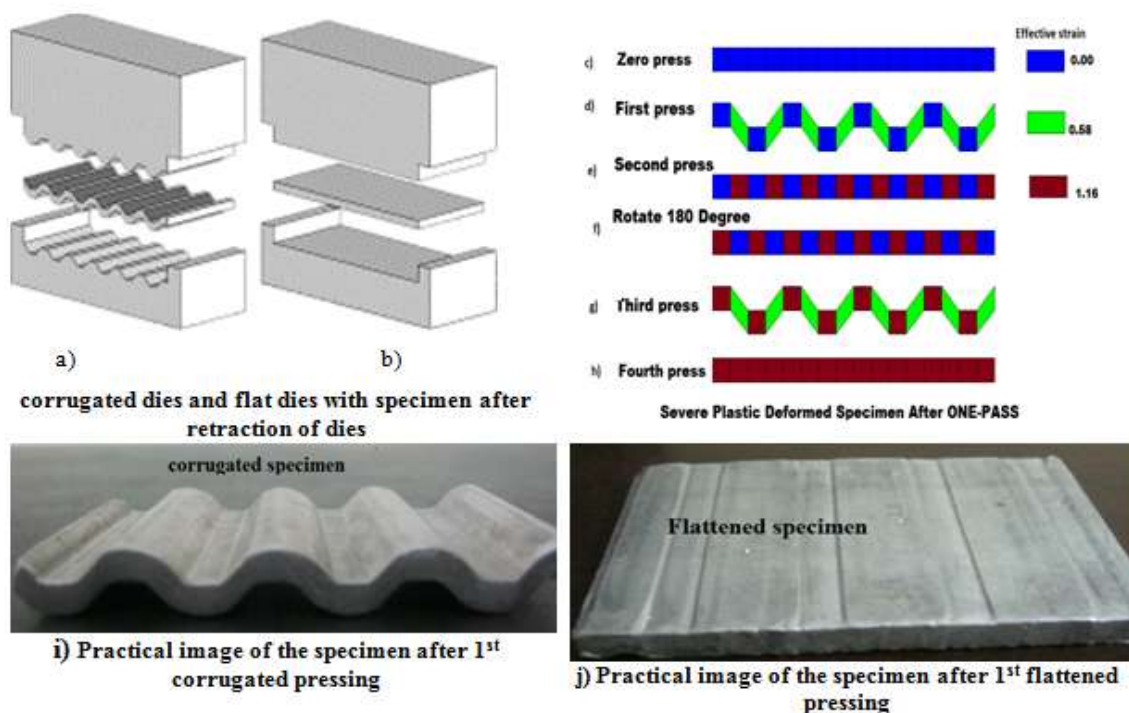 a)
b)
corrugated dies and flat dies with specimen after
retraction of dies
Effective strain
c) Zero press
0.00
d) First press
0.58
e) Second press
1.16
Rotate 180 Degree
f)
g) Third press
h) Fourth press
Severe Plastic Deformed Specimen After ONE-PASS
corrugated specimen
i) Practical image of the specimen after 1st
corrugated pressing
Flattened specimen
j) Practical image of the specimen after 1st flattened
pressing